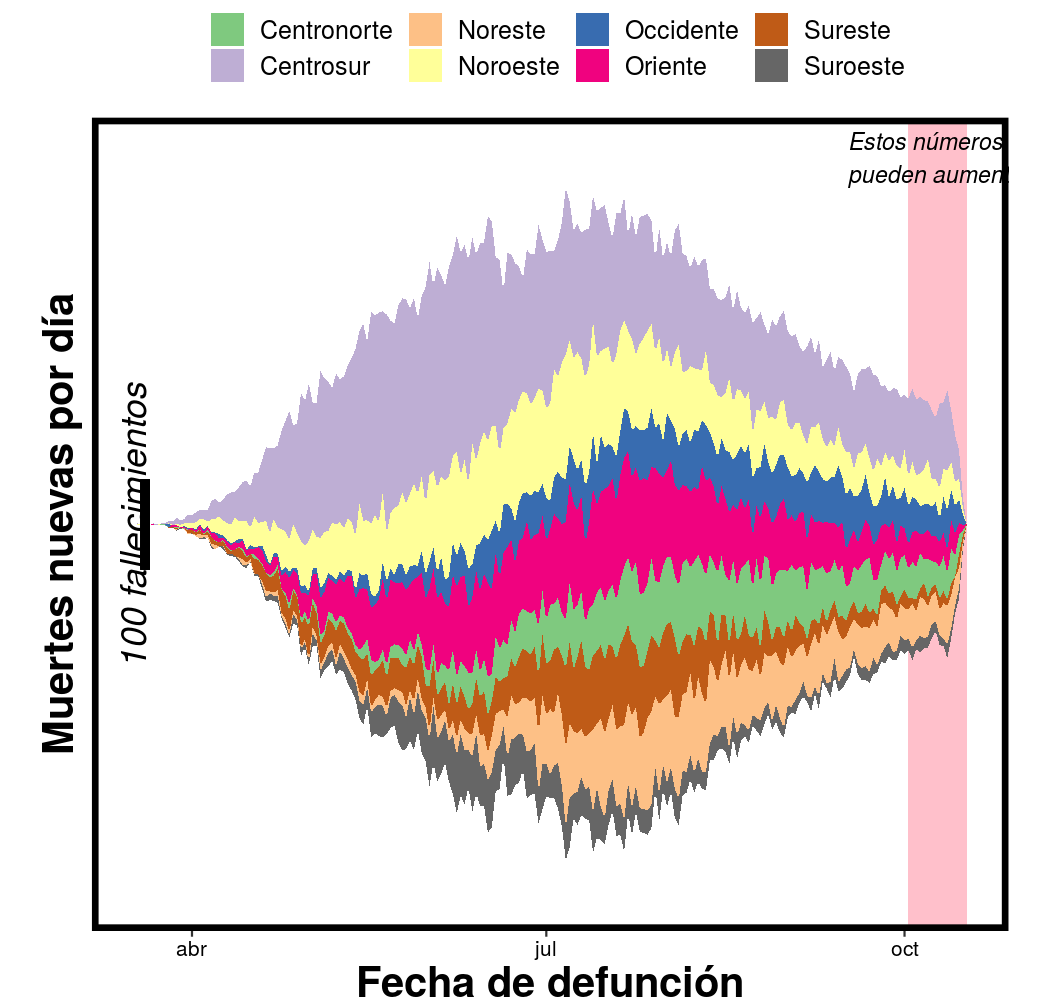 Centronorte Noreste Occidente Sureste
Centrosur Noroeste Oriente Suroeste
Estos números
pueden aument
100 fallecimientos
Muertes nuevas por día
abr jul oct
Fecha de defunción